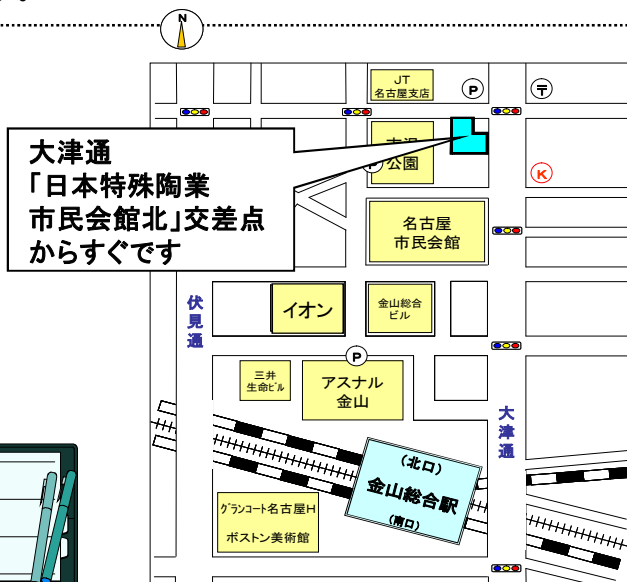 N
JT
名古屋支店
P
〒
大津通
「日本特殊陶業
市民会館北」交差点
からすぐです
公園
P
K
名古屋
市民会館
伏見通
イオン
金山総合
ビル
P
三井
生命ビル
アスナル
金山
大津通
(北口)
金山総合駅
(南口)
グランコート名古屋H
ボストン美術館